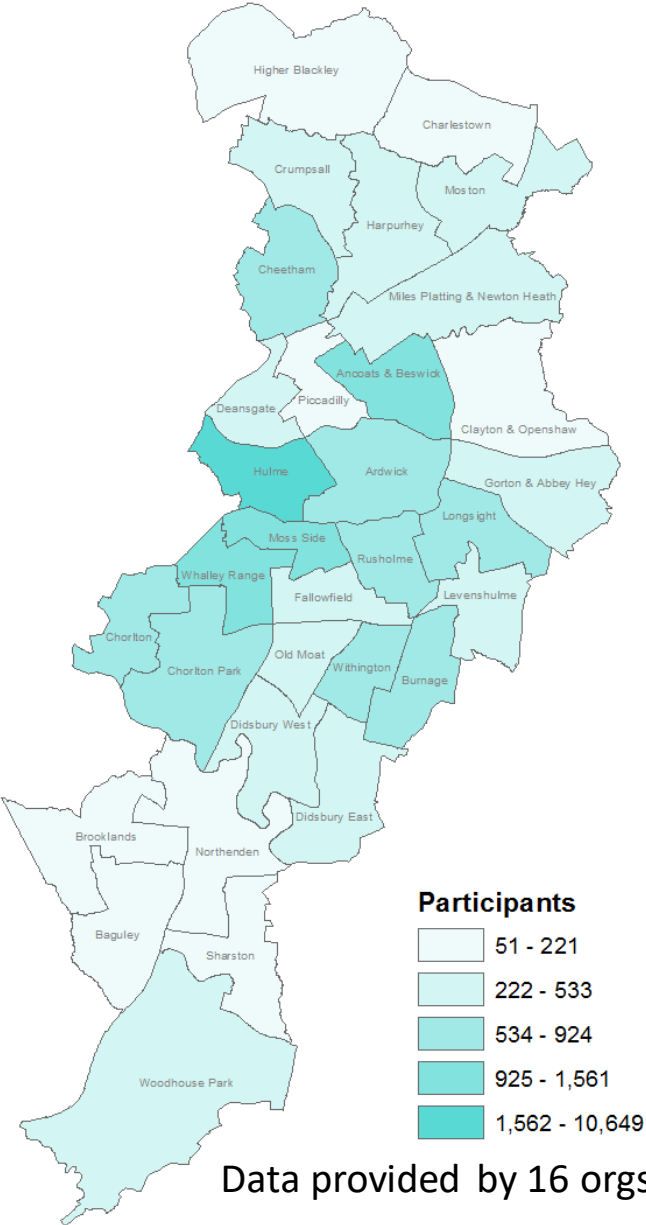 Higher Blackley
Charlestown
Crumpsall
Moston
Harpurhey
Cheetham
Miles Platting & Newton Heath
Ancoats & Beswick
Piccadilly
Deansgate
Clayton & Openshaw
Hulme
Ardwick
Gorton & Abbey Hey
Longsight
Moss Side
Rusholme
Whalley Range
Fallowfield
Levenshulme
Chorlton
Old Moat
Chorlton Park
Withington
Burnage
Didsbury West
Didsbury East
Brooklands
Northenden
Baguley
Sharston
Woodhouse Park
Participants
51 - 221
222 - 533
534 - 924
925 - 1,561
1,562 - 10,649
Data provided by 16 orgs